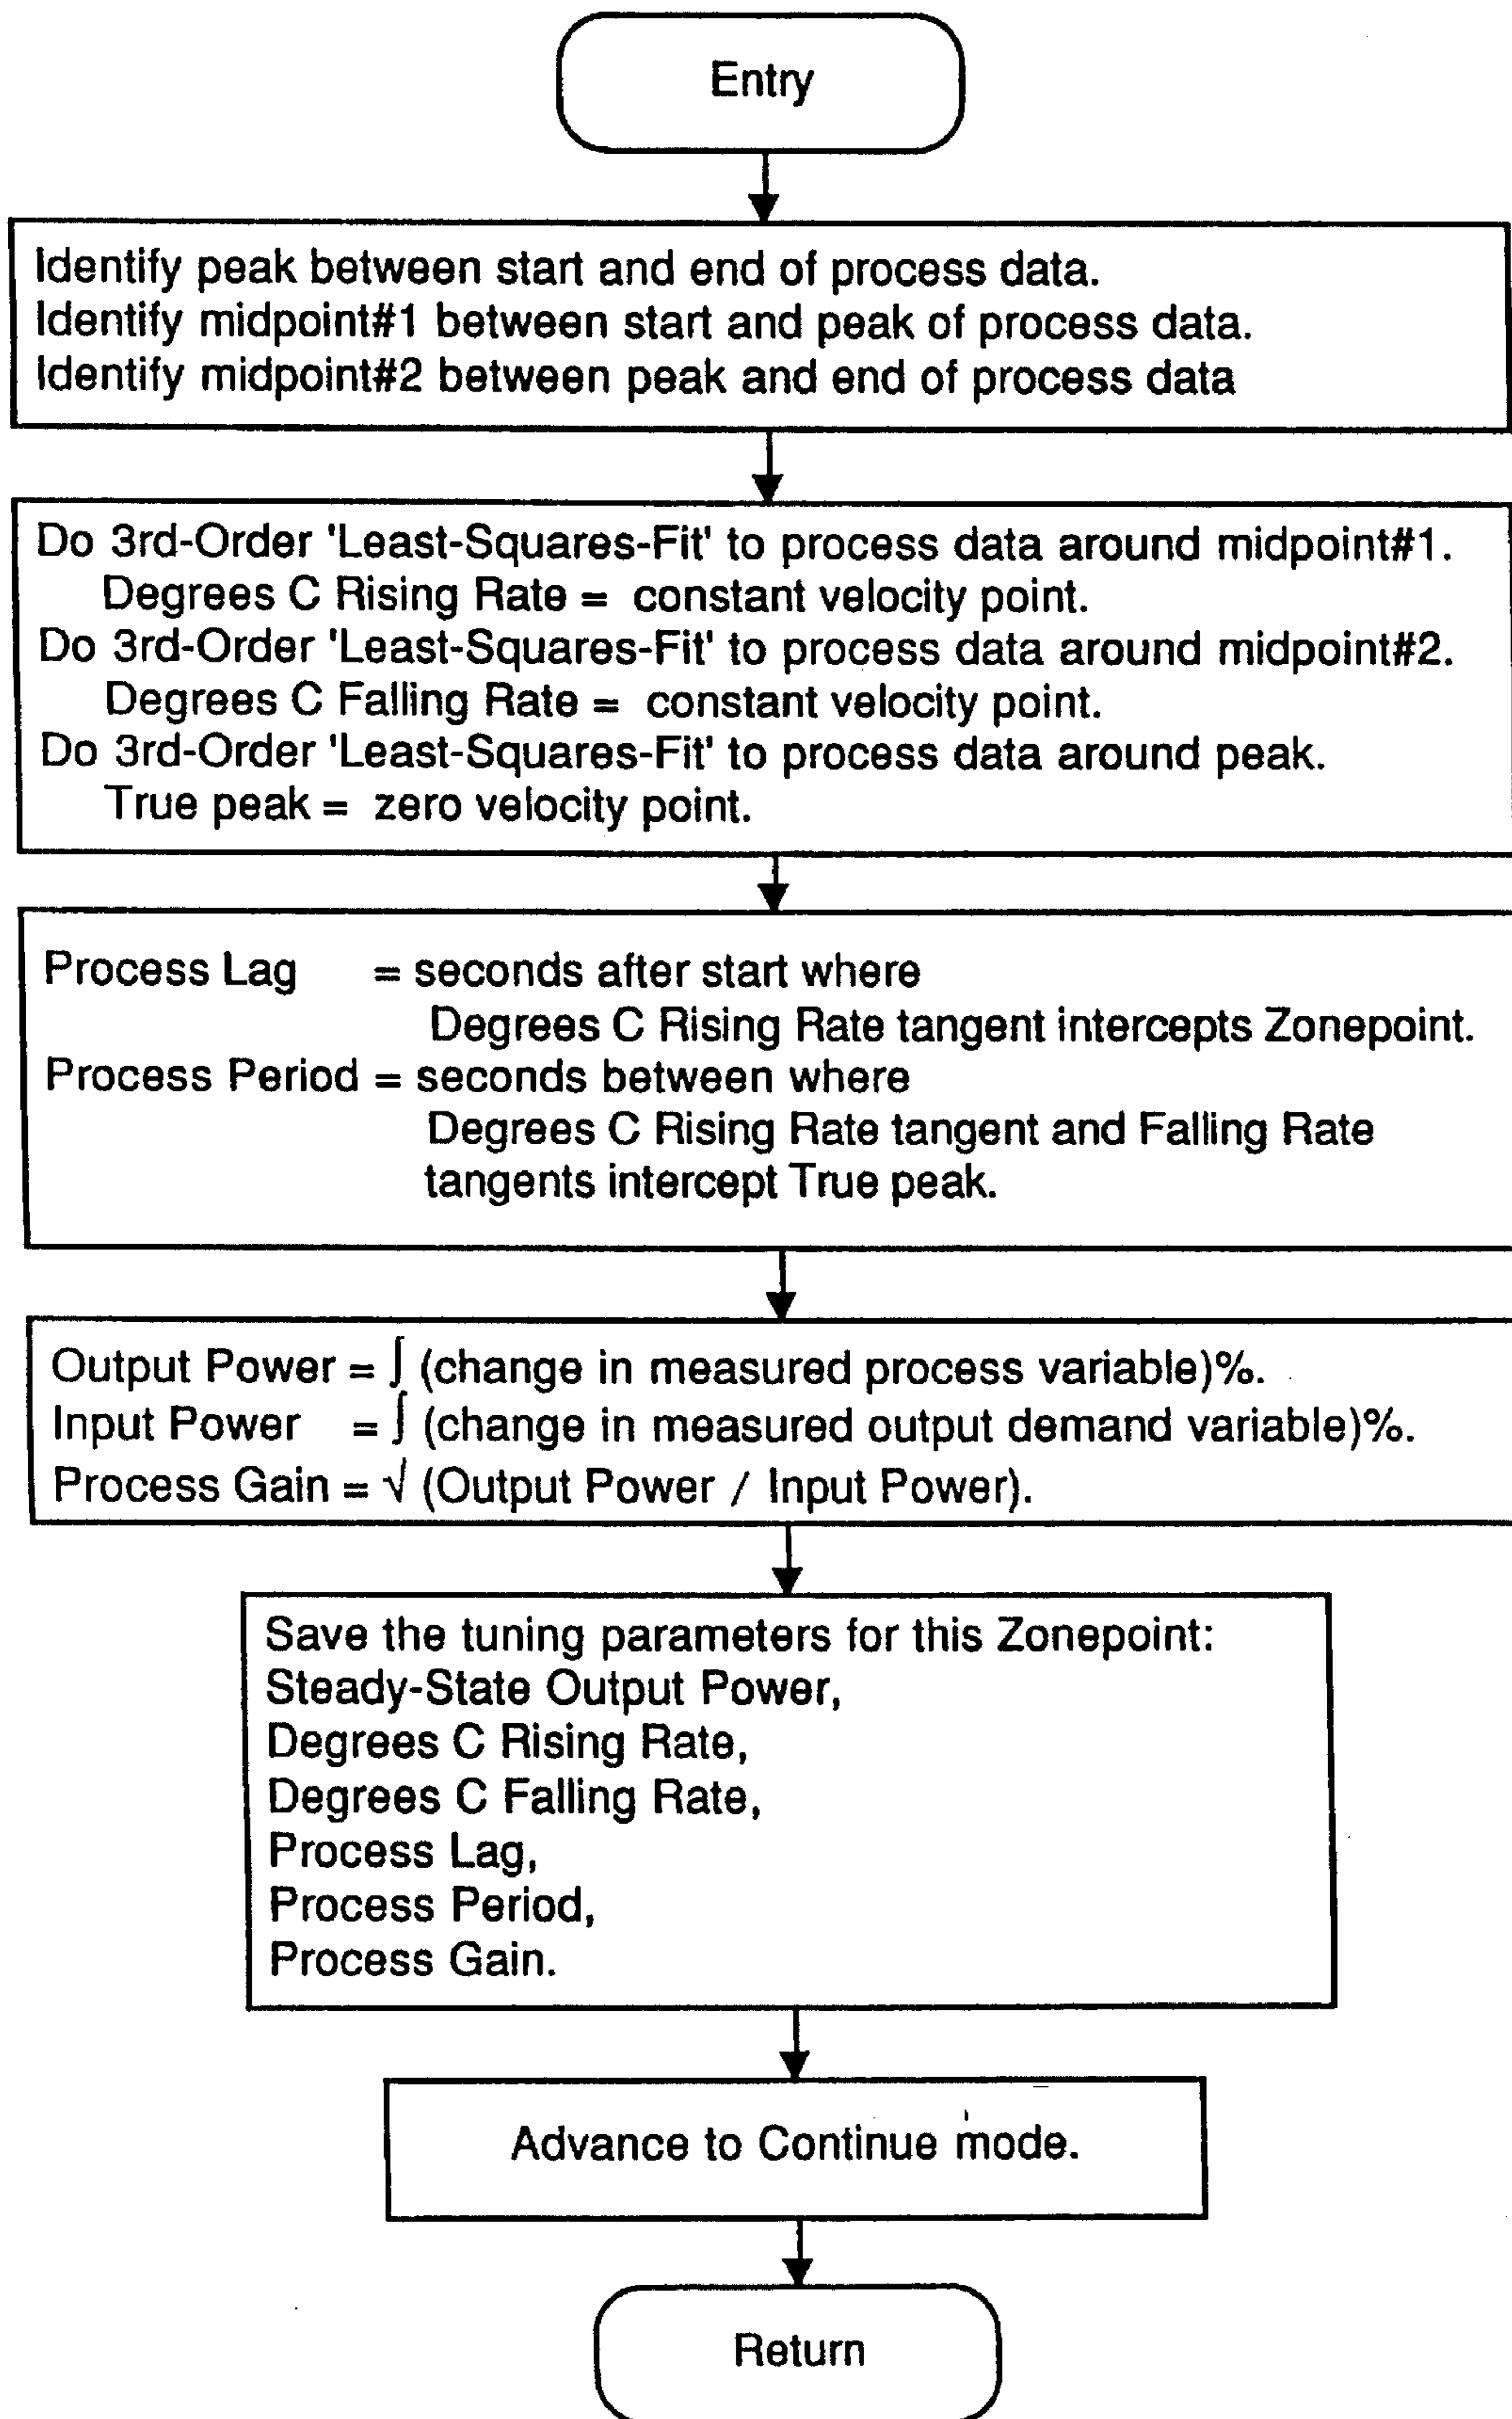 Entry
Identify peak between start and end of process data.
Identify midpoint#1 between start and peak of process data.
Identify midpoint#2 between peak and end of process data
Do 3rd-Order 'Least-Squares-Fit' to process data around midpoint#1.
Degrees C Rising Rate = constant velocity point.
Do 3rd-Order 'Least-Squares-Fit' to process data around midpoint#2.
Degrees C Falling Rate = constant velocity point.
Do 3rd-Order 'Least-Squares-Fit' to process data around peak.
True peak = zero velocity point.
Process Lag = seconds after start where
Degrees C Rising Rate tangent intercepts Zonepoint.
Process Period = seconds between where
Degrees C Rising Rate tangent and Falling Rate
tangents intercept True peak.
Output Power = ∫ (change in measured process variable)%.
Input Power = ∫ (change in measured output demand variable)%.
Process Gain = √ (Output Power / Input Power).
Save the tuning parameters for this Zonepoint:
Steady-State Output Power,
Degrees C Rising Rate,
Degrees C Falling Rate,
Process Lag,
Process Period,
Process Gain.
Advance to Continue mode.
Return